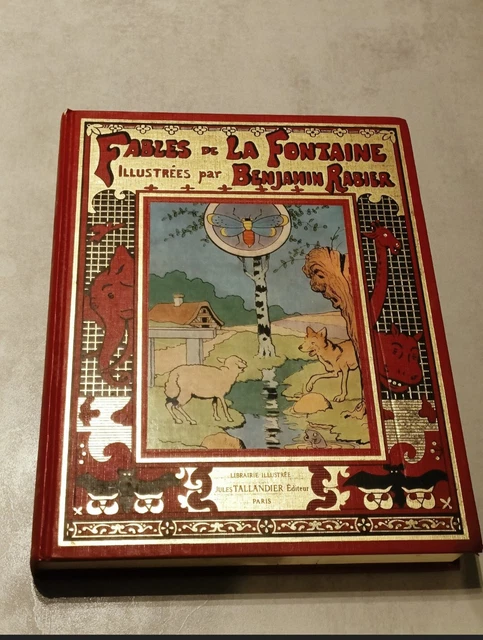 FABLES DE LA FONTAINE
ILLUSTRÉES par BENJAMIN RABIER
LIBRAIRIE ILLUSTRÉE
JULES TALLANDIER Éditeur
PARIS